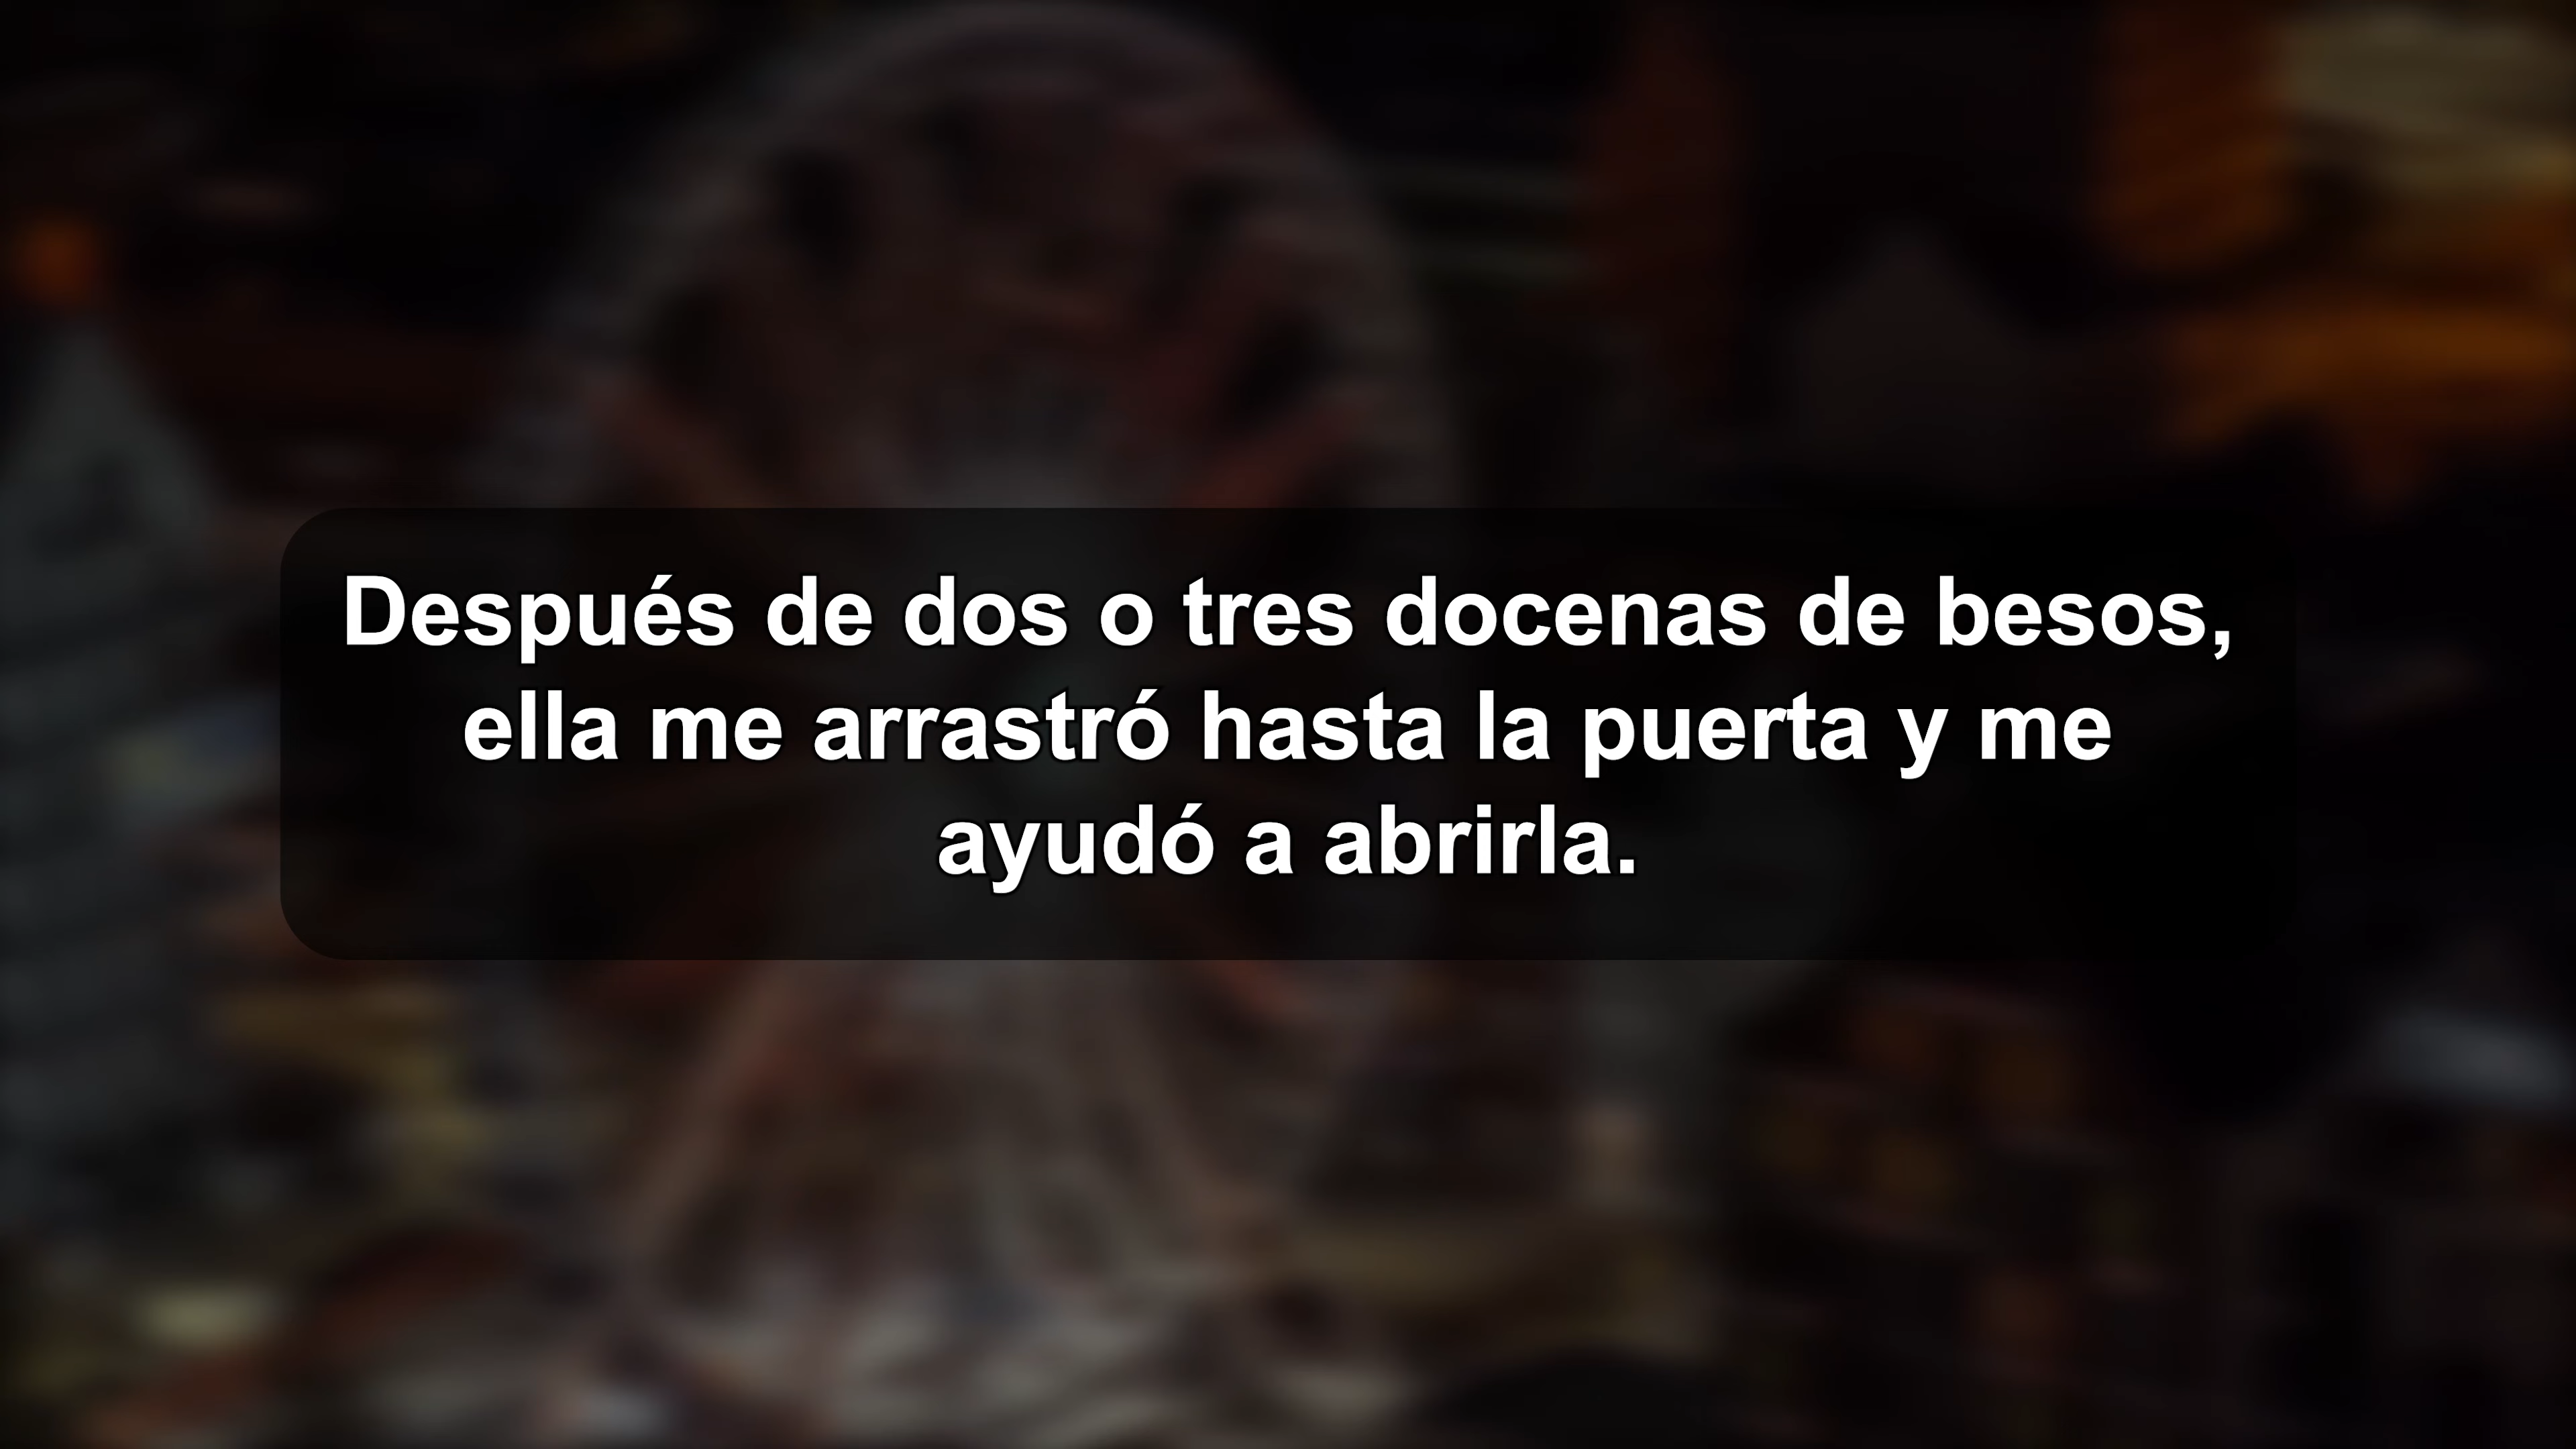 Después de dos o tres docenas de besos,
ella me arrastró hasta la puerta y me
ayudó a abrirla.